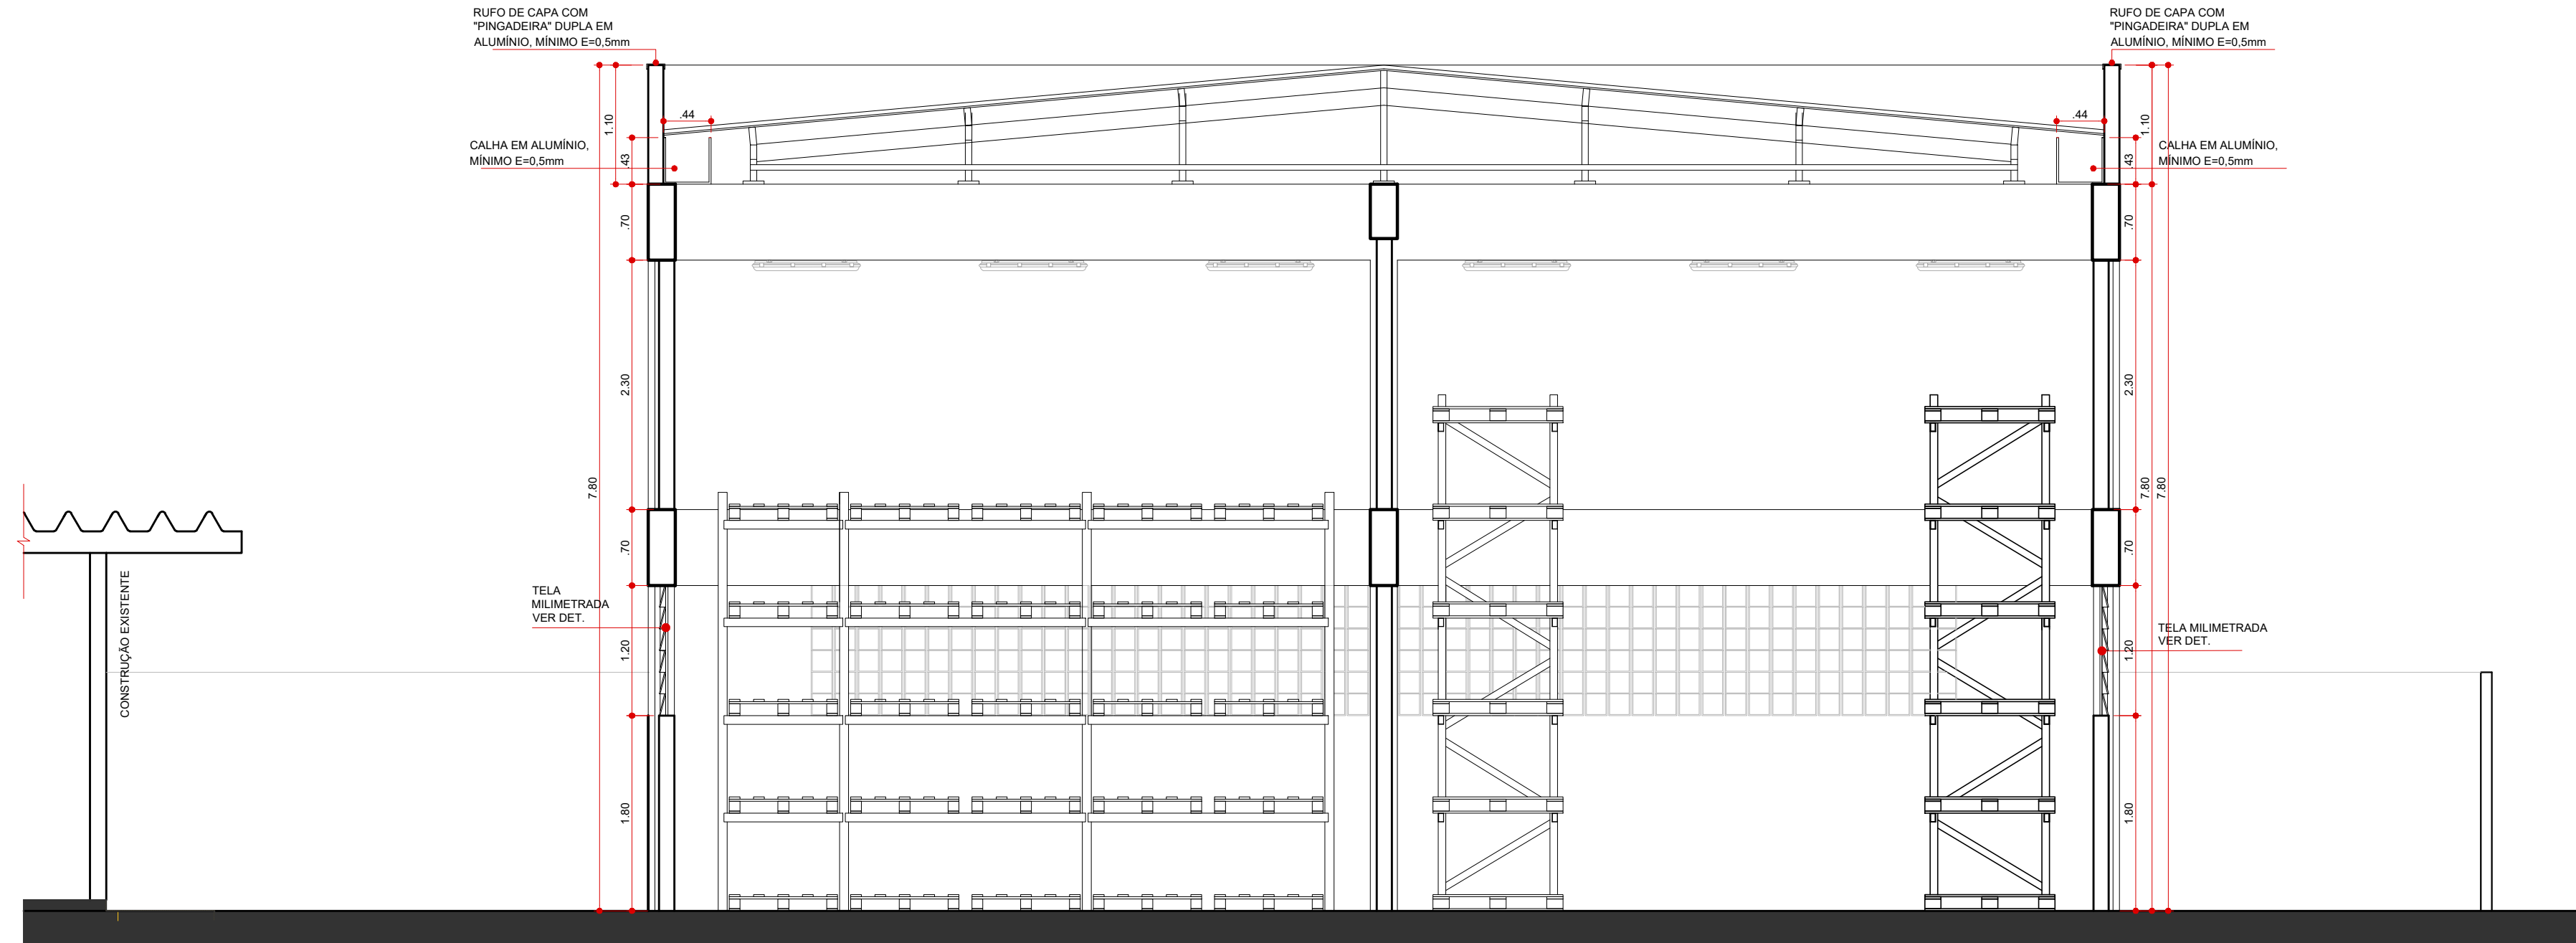 RUFO DE CAPA COM
"PINGADEIRA" DUPLA EM
ALUMÍNIO, MÍNIMO E=0,5mm
RUFO DE CAPA COM
"PINGADEIRA" DUPLA EM
ALUMÍNIO, MÍNIMO E=0,5mm
.44
.44
1.10
1.10
CALHA EM ALUMÍNIO,
MÍNIMO E=0,5mm
CALHA EM ALUMÍNIO,
MÍNIMO E=0,5mm
.43
.43
.70
.70
2.30
2.30
7.80
7.80
7.80
.70
.70
TELA
MILIMETRADA
VER DET.
TELA MILIMETRADA
VER DET.
1.20
1.20
CONSTRUÇÃO EXISTENTE
1.80
1.80